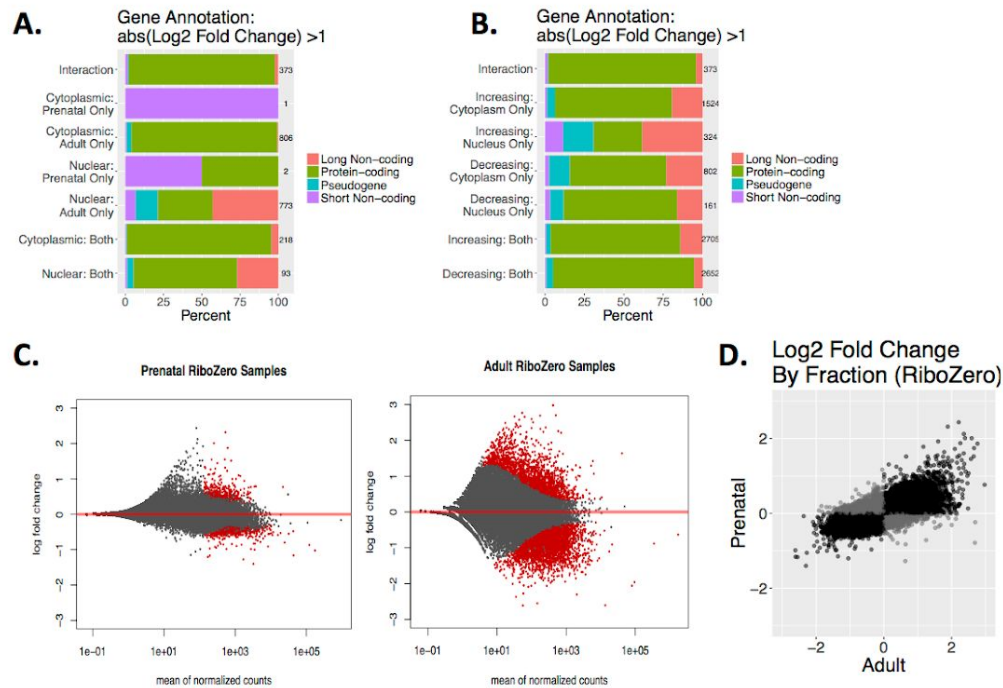 A.
Gene Annotation:
abs(Log2 Fold Change) >1
Interaction
373
Cytoplasmic:
Prenatal Only
1
Cytoplasmic:
Adult Only
806
Nuclear:
Prenatal Only
2
Nuclear:
Adult Only
773
Cytoplasmic: Both
218
Nuclear: Both
93
0 25 50 75 100
Percent
Long Non-coding
Protein-coding
Pseudogene
Short Non-coding
B.
Gene Annotation:
abs(Log2 Fold Change) >1
Interaction
373
Increasing:
Cytoplasm Only
1524
Increasing:
Nucleus Only
324
Decreasing:
Cytoplasm Only
802
Decreasing:
Nucleus Only
161
Increasing: Both
2705
Decreasing: Both
2652
0 25 50 75 100
Percent
Long Non-coding
Protein-coding
Pseudogene
Short Non-coding
C.
Prenatal RiboZero Samples
log fold change
3
2
1
0
-1
-2
-3
1e-01 1e+01 1e+03 1e+05
mean of normalized counts
Adult RiboZero Samples
log fold change
3
2
1
0
-1
-2
-3
1e-01 1e+01 1e+03 1e+05
mean of normalized counts
D.
Log2 Fold Change
By Fraction (RiboZero)
Prenatal
2
0
−2
−2 0 2
Adult